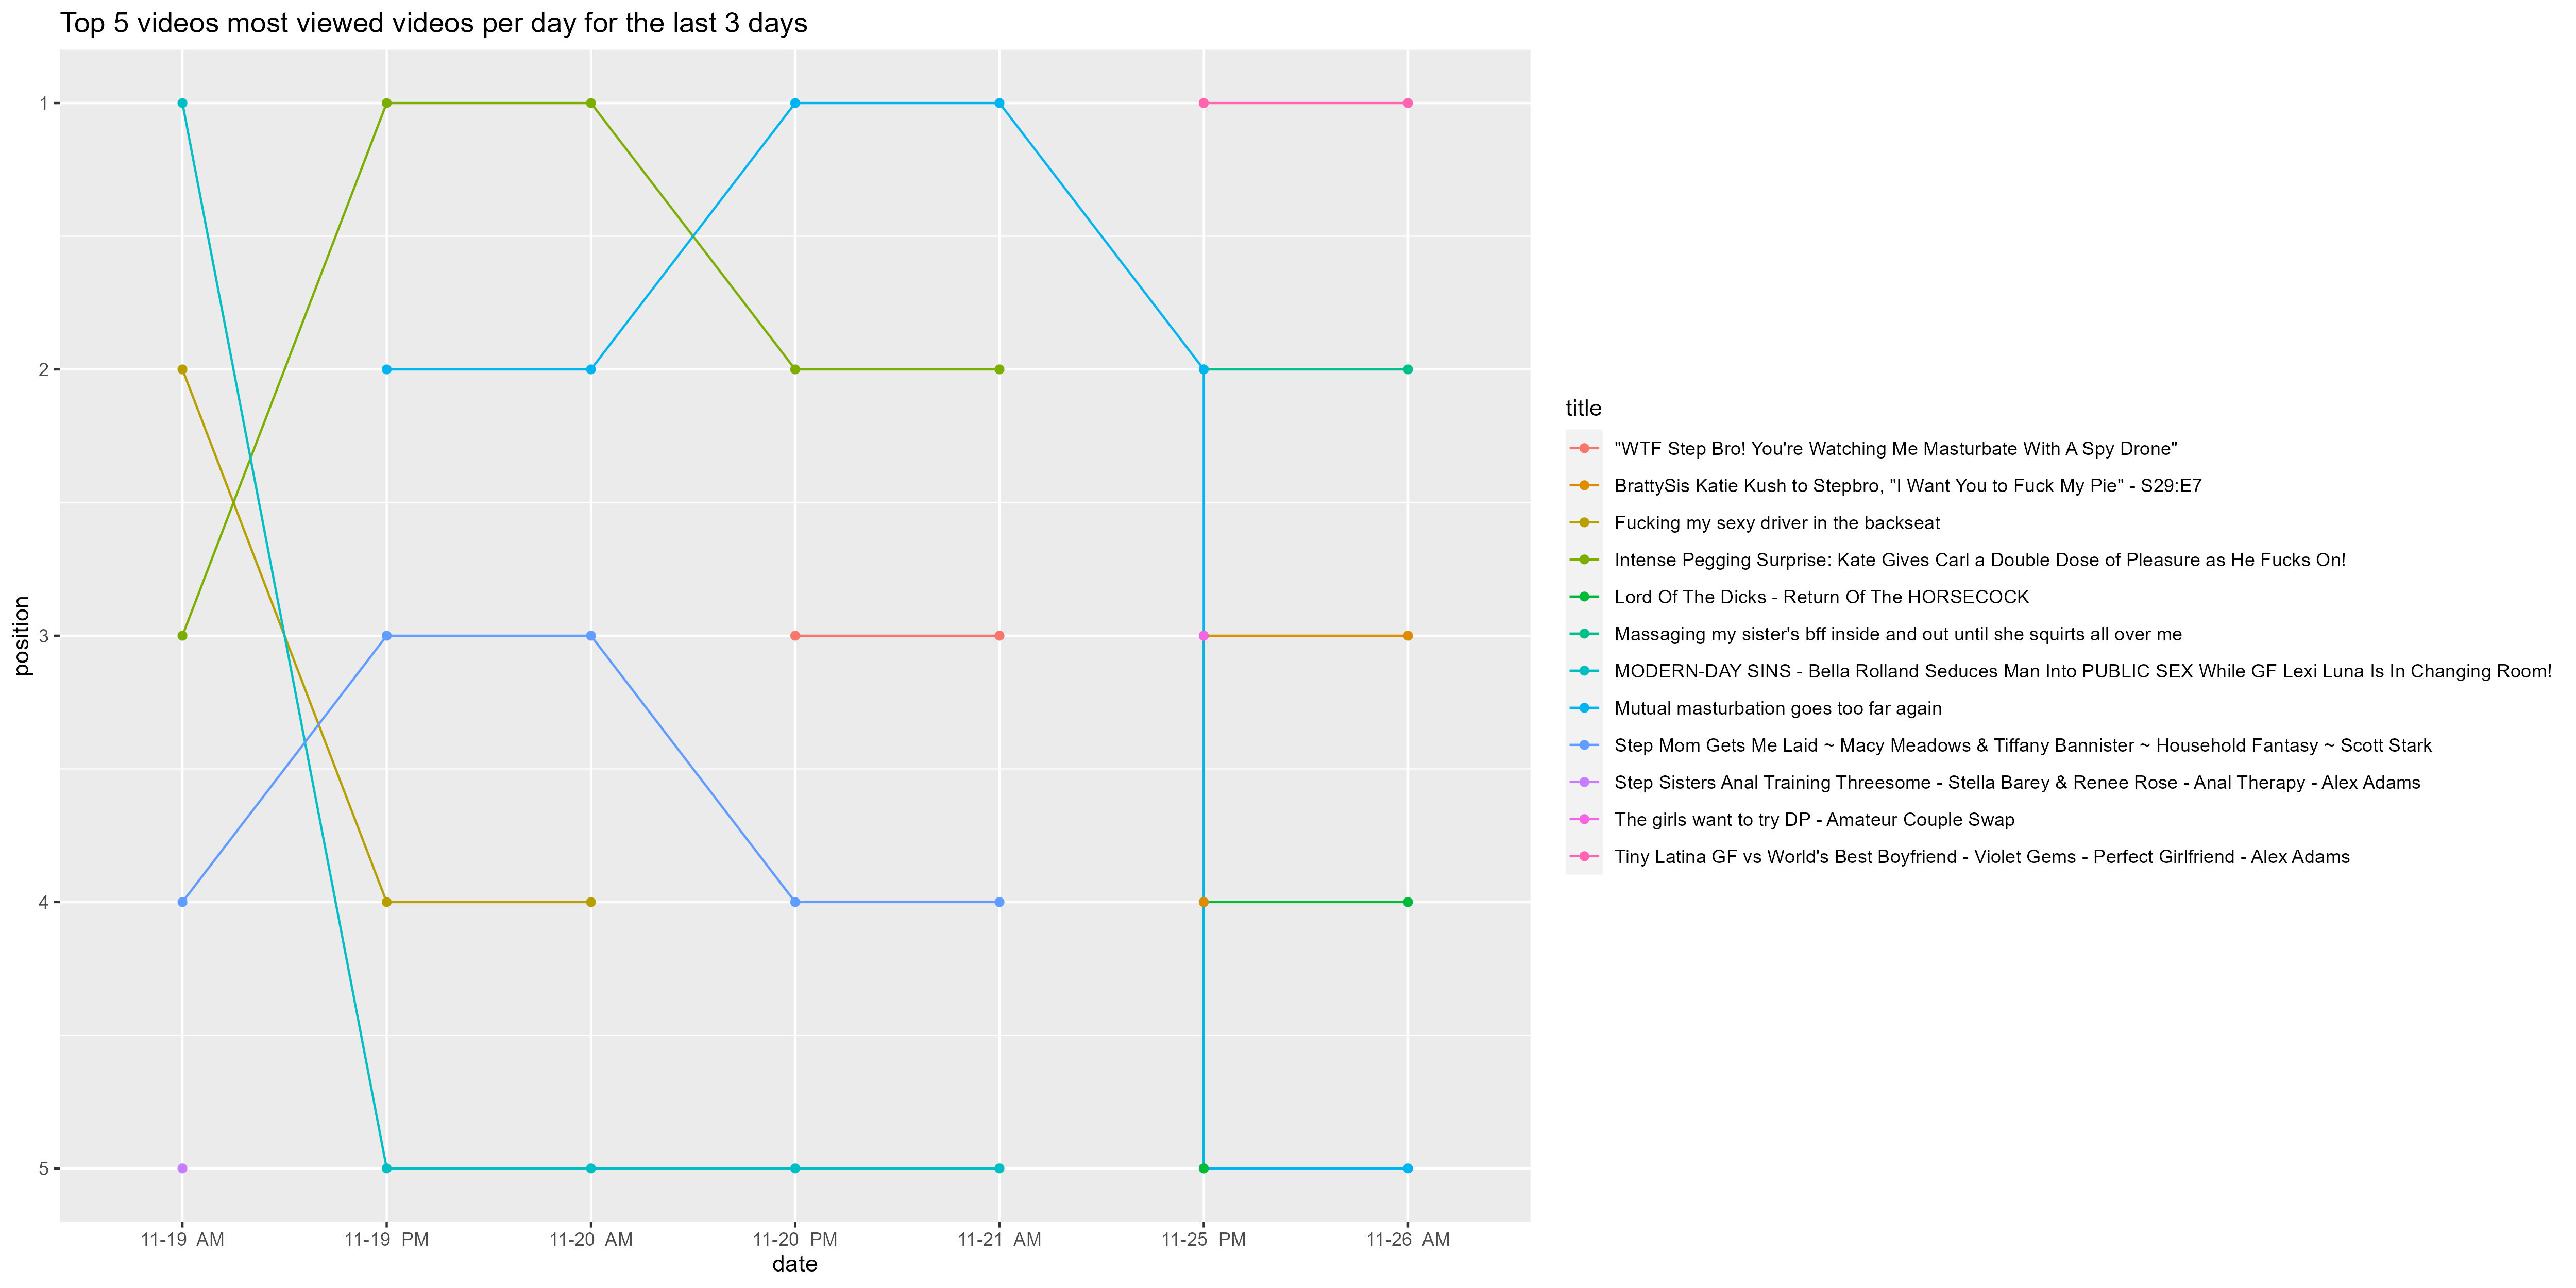 Top 5 videos most viewed videos per day for the last 3 days
position
1
2
3
4
5
11-19 AM
11-19 PM
11-20 AM
11-20 PM
11-21 AM
11-25 PM
11-26 AM
date
title
"WTF Step Bro! You're Watching Me Masturbate With A Spy Drone"
BrattySis Katie Kush to Stepbro, "I Want You to Fuck My Pie" - S29:E7
Fucking my sexy driver in the backseat
Intense Pegging Surprise: Kate Gives Carl a Double Dose of Pleasure as He Fucks On!
Lord Of The Dicks - Return Of The HORSECOCK
Massaging my sister's bff inside and out until she squirts all over me
MODERN-DAY SINS - Bella Rolland Seduces Man Into PUBLIC SEX While GF Lexi Luna Is In Changing Room!
Mutual masturbation goes too far again
Step Mom Gets Me Laid ~ Macy Meadows & Tiffany Bannister ~ Household Fantasy ~ Scott Stark
Step Sisters Anal Training Threesome - Stella Barey & Renee Rose - Anal Therapy - Alex Adams
The girls want to try DP - Amateur Couple Swap
Tiny Latina GF vs World's Best Boyfriend - Violet Gems - Perfect Girlfriend - Alex Adams